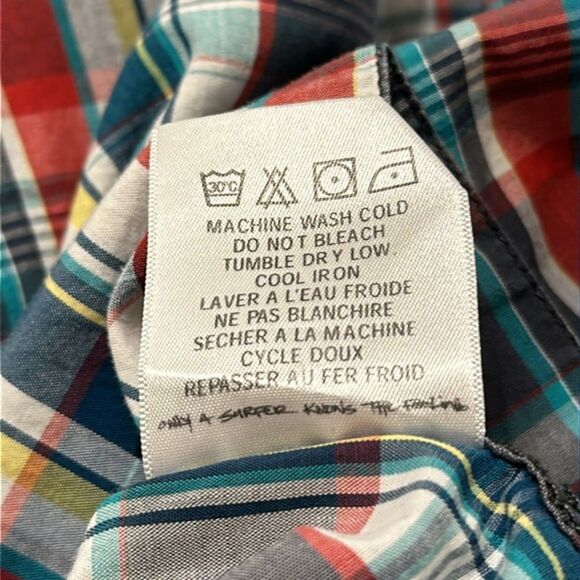 30°C
MACHINE WASH COLD
DO NOT BLEACH
TUMBLE DRY LOW
COOL IRON
LAVER A L'EAU FROIDE
NE PAS BLANCHIRE
SECHER A LA MACHINE
CYCLE DOUX
REPASSER AU FER FROID
ONLY A SURFER KNOWS THE FEELING